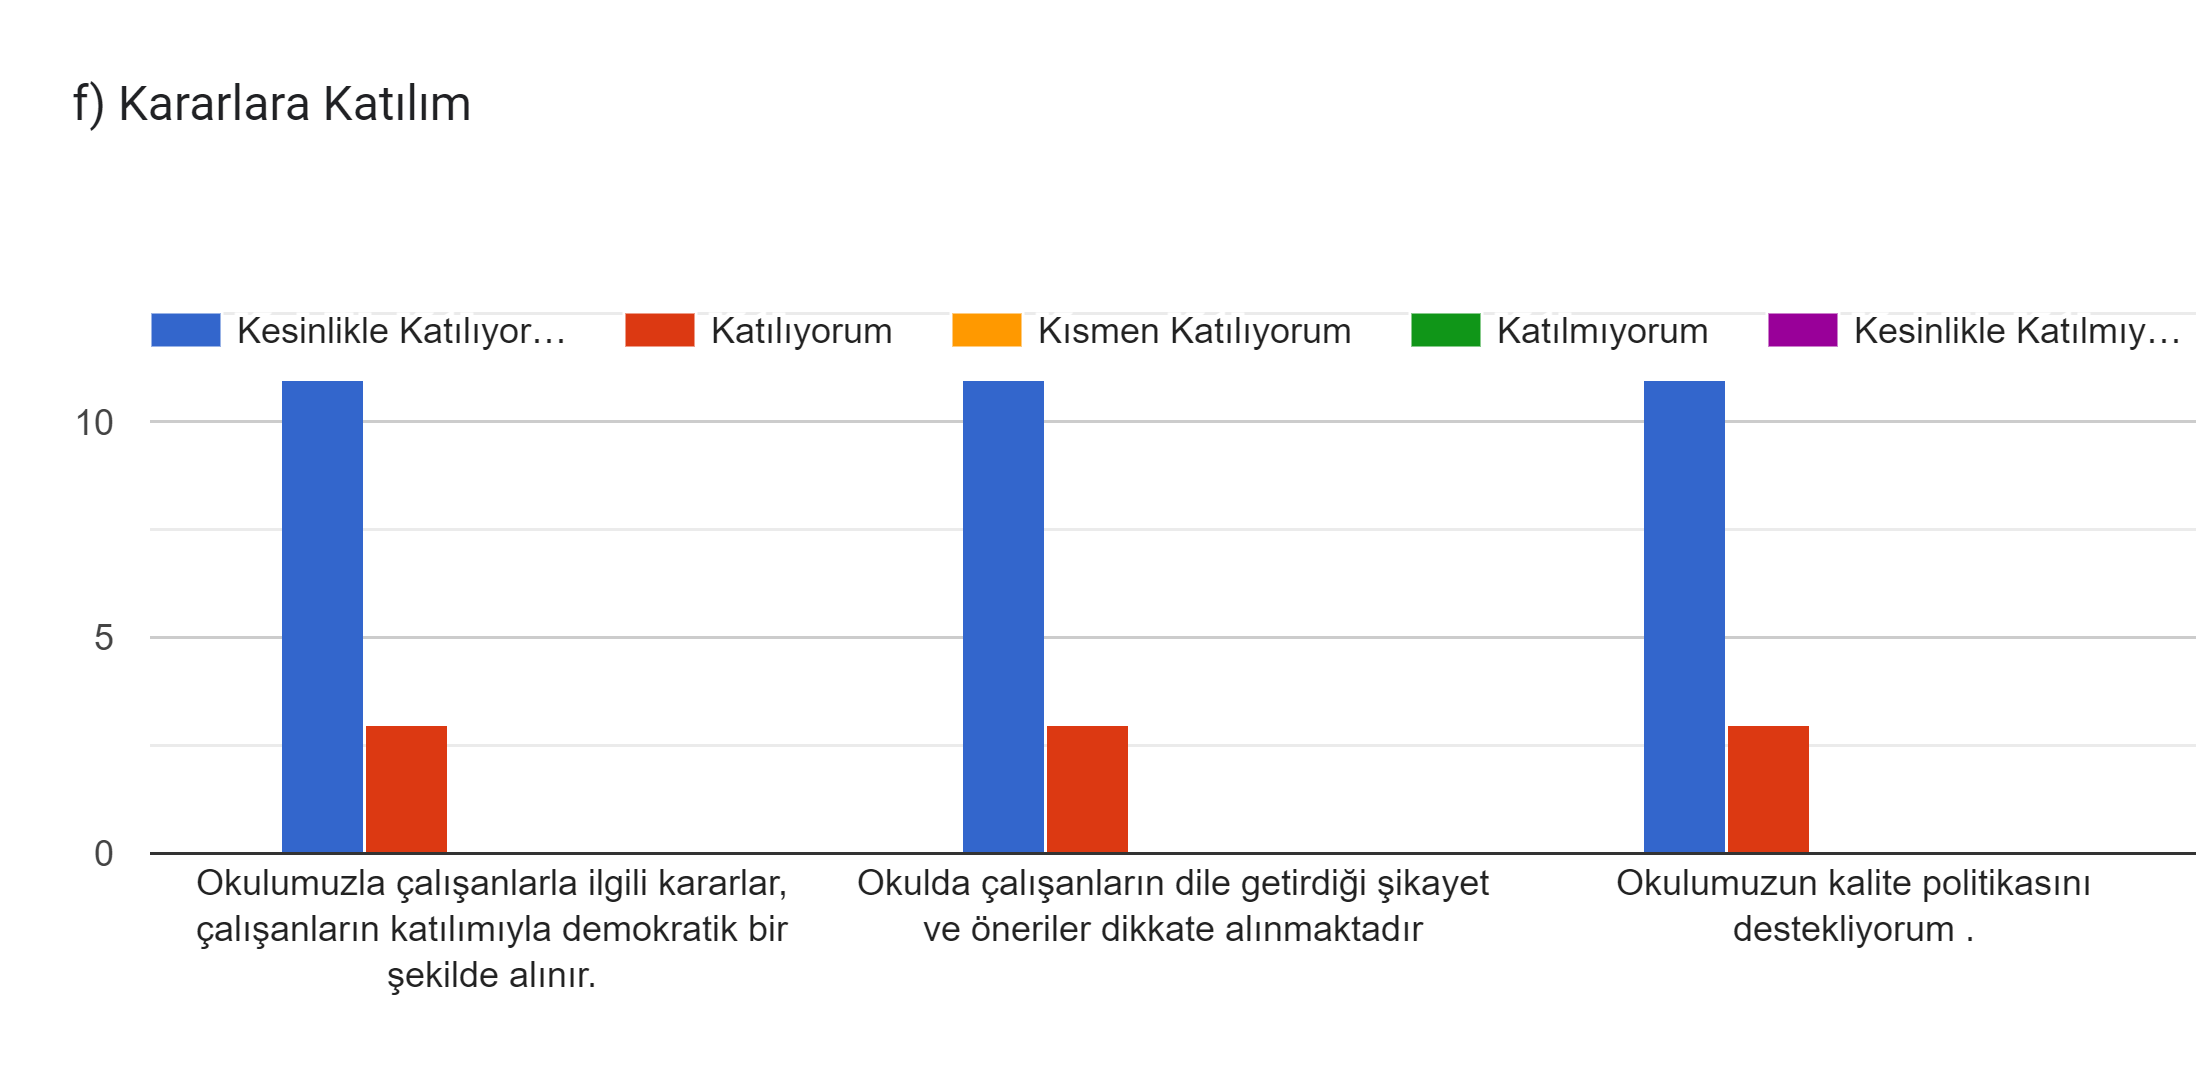 f) Kararlara Katılım
Kesinlikle Katılıyor…
Katılıyorum
Kısmen Katılıyorum
Katılmıyorum
Kesinlikle Katılmıy…
10
5
0
Okulumuzla çalışanlarla ilgili kararlar,
çalışanların katılımıyla demokratik bir
şekilde alınır.
Okulda çalışanların dile getirdiği şikayet
ve öneriler dikkate alınmaktadır
Okulumuzun kalite politikasını
destekliyorum .